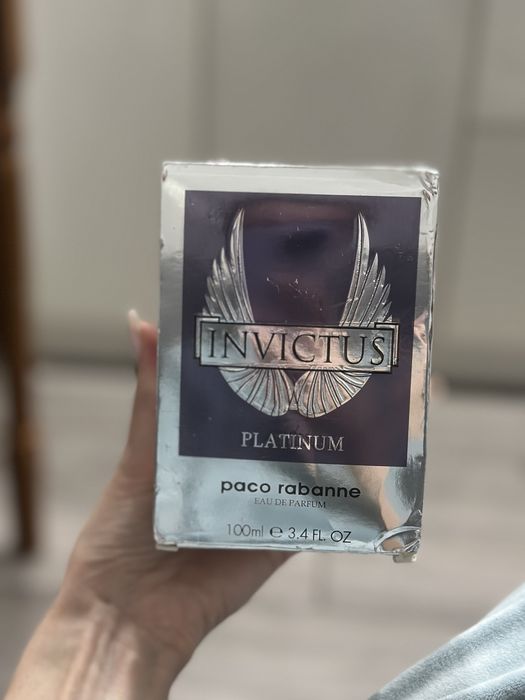 INVICTUS
PLATINUM
paco rabanne
EAU DE PARFUM
100ml e 3.4 FL. OZ